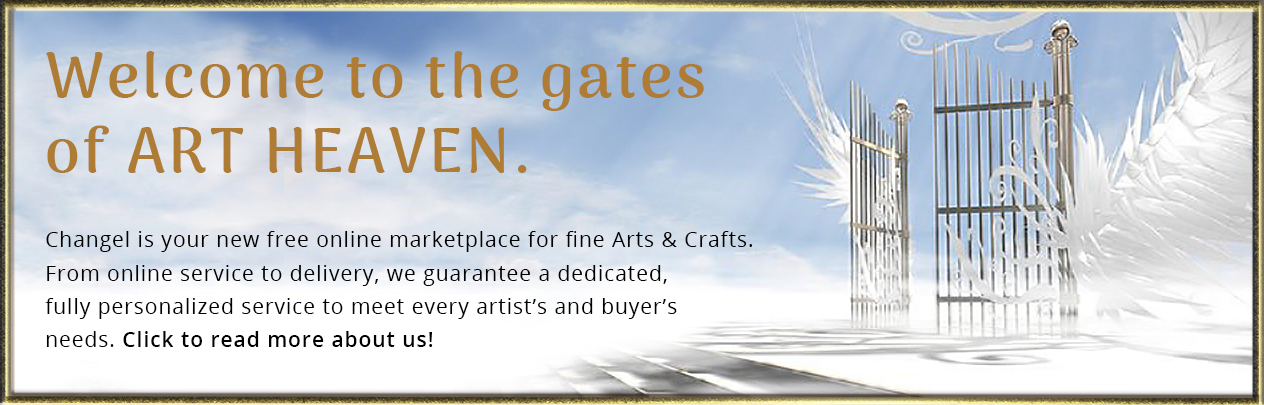 Welcome to the gates
of ART HEAVEN.
Changel is your new free online marketplace for fine Arts & Crafts.
From online service to delivery, we guarantee a dedicated,
fully personalized service to meet every artist’s and buyer’s
needs. Click to read more about us!